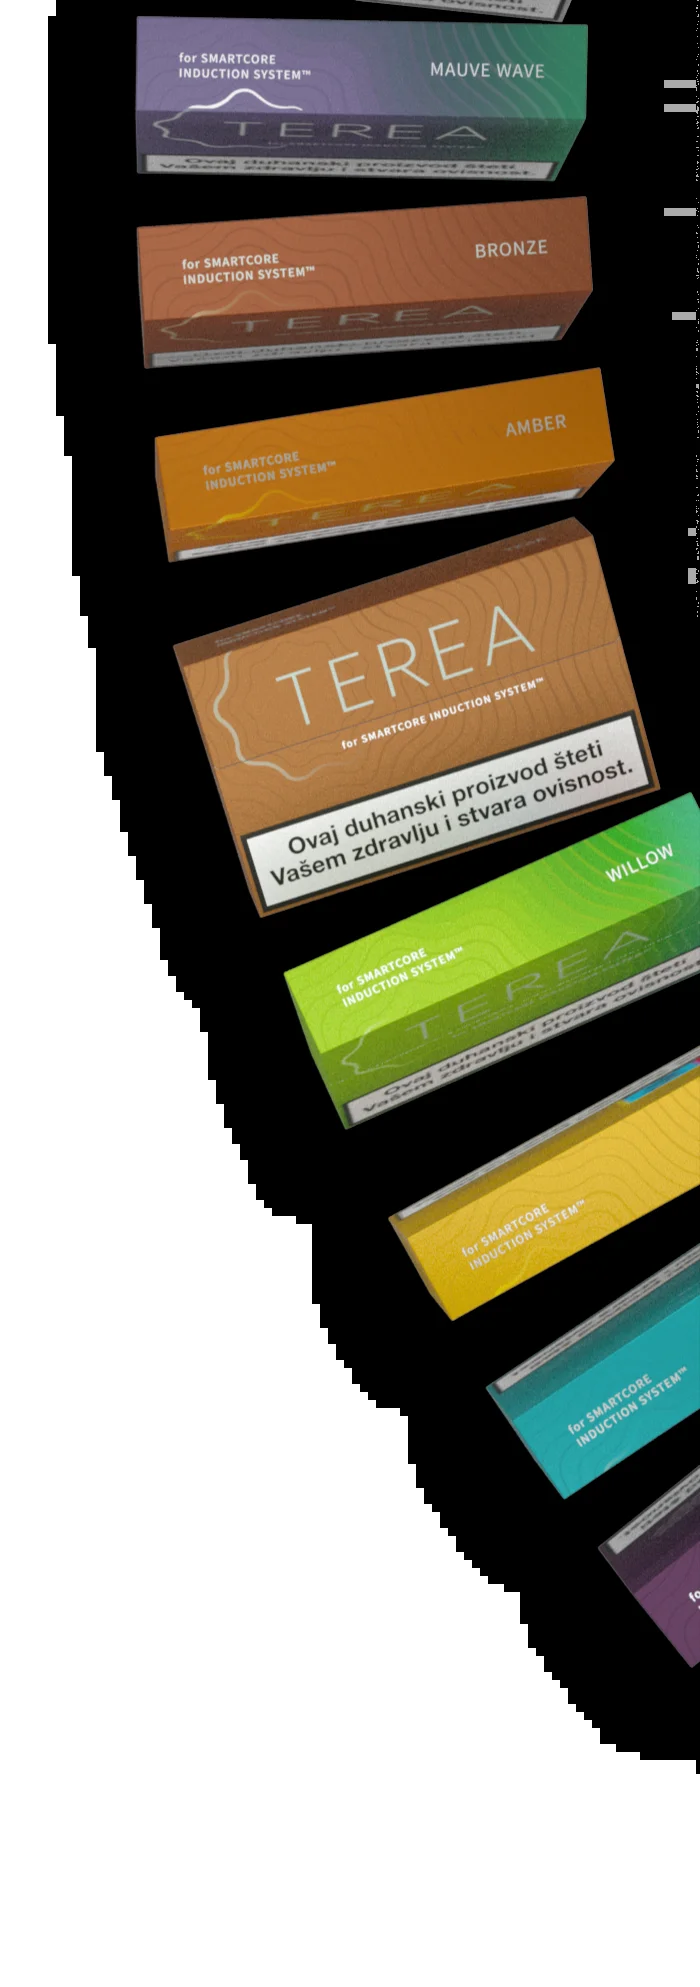 ovisnost.
for SMARTCORE
INDUCTION SYSTEM™
MAUVE WAVE
TEREA
Ovaj duhanski proizvod šteti
Vašem zdravlju i stvara ovisnost.
for SMARTCORE
INDUCTION SYSTEM™
BRONZE
TEREA
Ovaj duhanski proizvod šteti
Vašem zdravlju i stvara ovisnost.
for SMARTCORE
INDUCTION SYSTEM™
AMBER
TEREA
TEREA
for SMARTCORE INDUCTION SYSTEM™
Ovaj duhanski proizvod šteti
Vašem zdravlju i stvara ovisnost.
WILLOW
for SMARTCORE
INDUCTION SYSTEM™
TEREA
Ovaj duhanski proizvod šteti
Vašem zdravlju i stvara ovisnost.
for SMARTCORE
INDUCTION SYSTEM™
for SMARTCORE
INDUCTION SYSTEM™